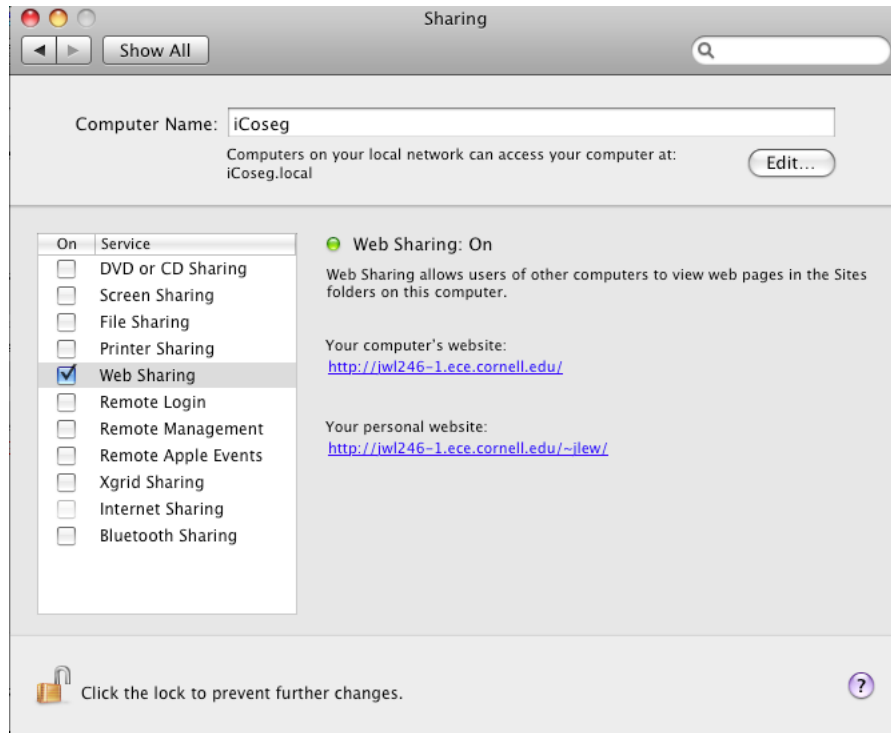 Sharing
Show All
Computer Name: iCoseg
Computers on your local network can access your computer at:
iCoseg.local
Edit...
On Service
DVD or CD Sharing
Screen Sharing
File Sharing
Printer Sharing
Web Sharing
Remote Login
Remote Management
Remote Apple Events
Xgrid Sharing
Internet Sharing
Bluetooth Sharing
Web Sharing: On
Web Sharing allows users of other computers to view web pages in the Sites
folders on this computer.
Your computer's website:
http://jwl246-1.ece.cornell.edu/
Your personal website:
http://jwl246-1.ece.cornell.edu/~jlew/
Click the lock to prevent further changes.
?